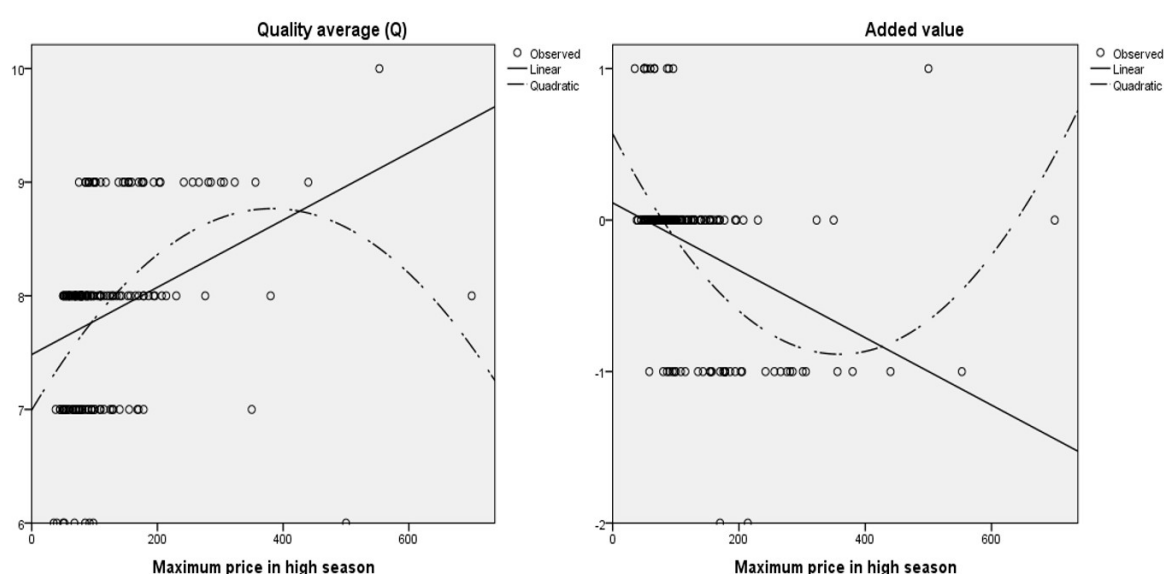 Quality average (Q)
Observed
Linear
Quadratic
10
9
8
7
6
0
200
400
600
Maximum price in high season
Added value
Observed
Linear
Quadratic
1
0
-1
-2
0
200
400
600
Maximum price in high season